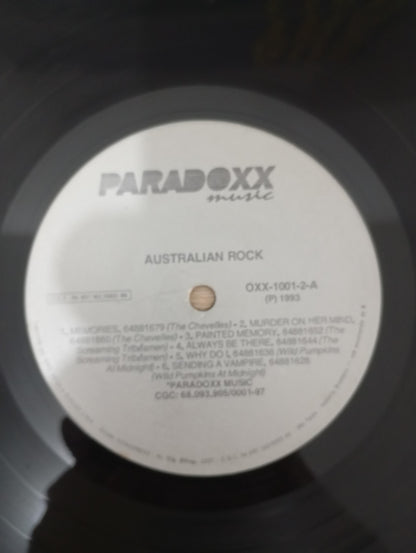 PARADOXX
music
AUSTRALIAN ROCK
OXX-1001-2-A
(P) 1993
1. MEMORIES, 64881679 (The Chevelles) • 2. MURDER ON HER MIND,
64881660 (The Chevelles) • 3. PAINTED MEMORY, 64881652 (The
Screaming Tribesmen) • 4. ALWAYS BE THERE, 64881644 (The
Screaming Tribesmen) • 5. WHY DO I, 64881636 (Wild Pumpkins
At Midnight) • 6. SENDING A VAMPIRE, 64881628
(Wild Pumpkins At Midnight)
*PARADOXX MUSIC
CGC: 68.093.905/0001-97